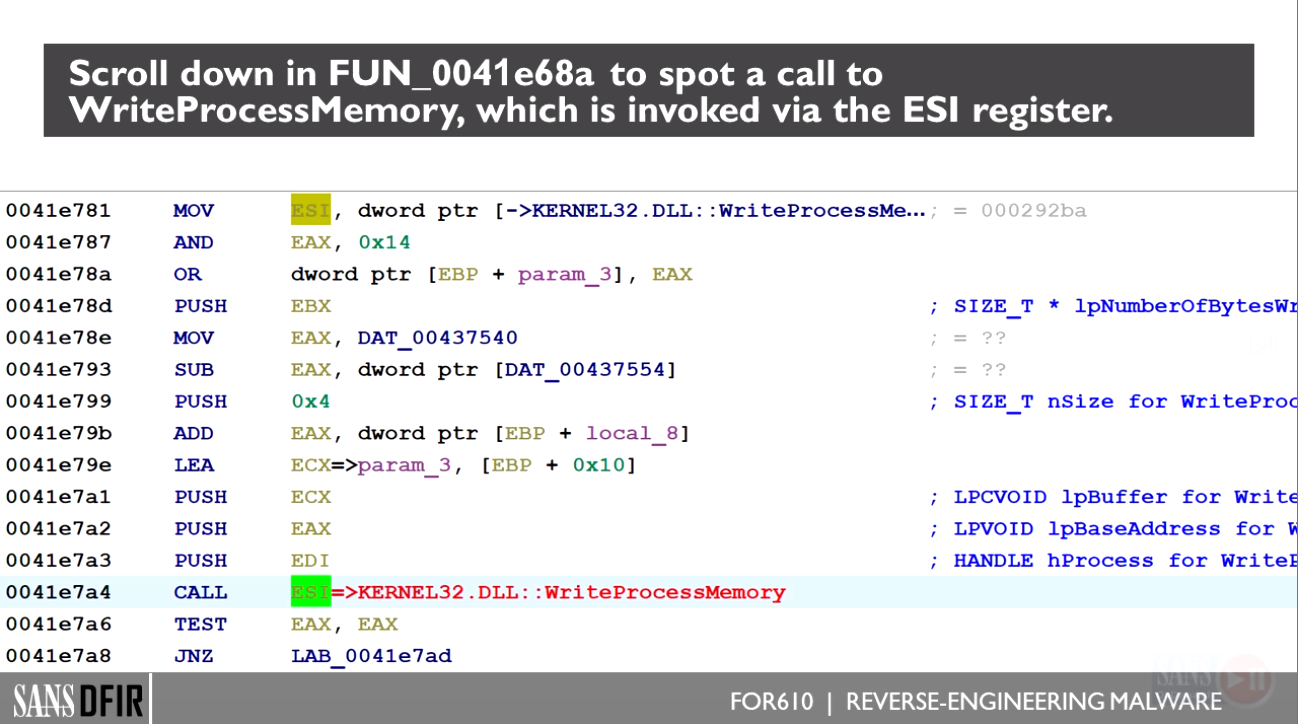 Scroll down in FUN_0041e68a to spot a call to
WriteProcessMemory, which is invoked via the ESI register.
0041e781 MOV ESI, dword ptr [->KERNEL32.DLL::WriteProcessMe... ; = 000292ba
0041e787 AND EAX, 0x14
0041e78a OR dword ptr [EBP + param_3], EAX
0041e78d PUSH EBX ; SIZE_T * lpNumberOfBytesWr
0041e78e MOV EAX, DAT_00437540 ; = ??
0041e793 SUB EAX, dword ptr [DAT_00437554] ; = ??
0041e799 PUSH 0x4 ; SIZE_T nSize for WriteProc
0041e79b ADD EAX, dword ptr [EBP + local_8]
0041e79e LEA ECX=>param_3, [EBP + 0x10]
0041e7a1 PUSH ECX ; LPCVOID lpBuffer for Write
0041e7a2 PUSH EAX ; LPVOID lpBaseAddress for W
0041e7a3 PUSH EDI ; HANDLE hProcess for WriteP
0041e7a4 CALL ESI=>KERNEL32.DLL::WriteProcessMemory
0041e7a6 TEST EAX, EAX
0041e7a8 JNZ LAB_0041e7ad
SANS DFIR
FOR610 | REVERSE-ENGINEERING MALWARE
SANS